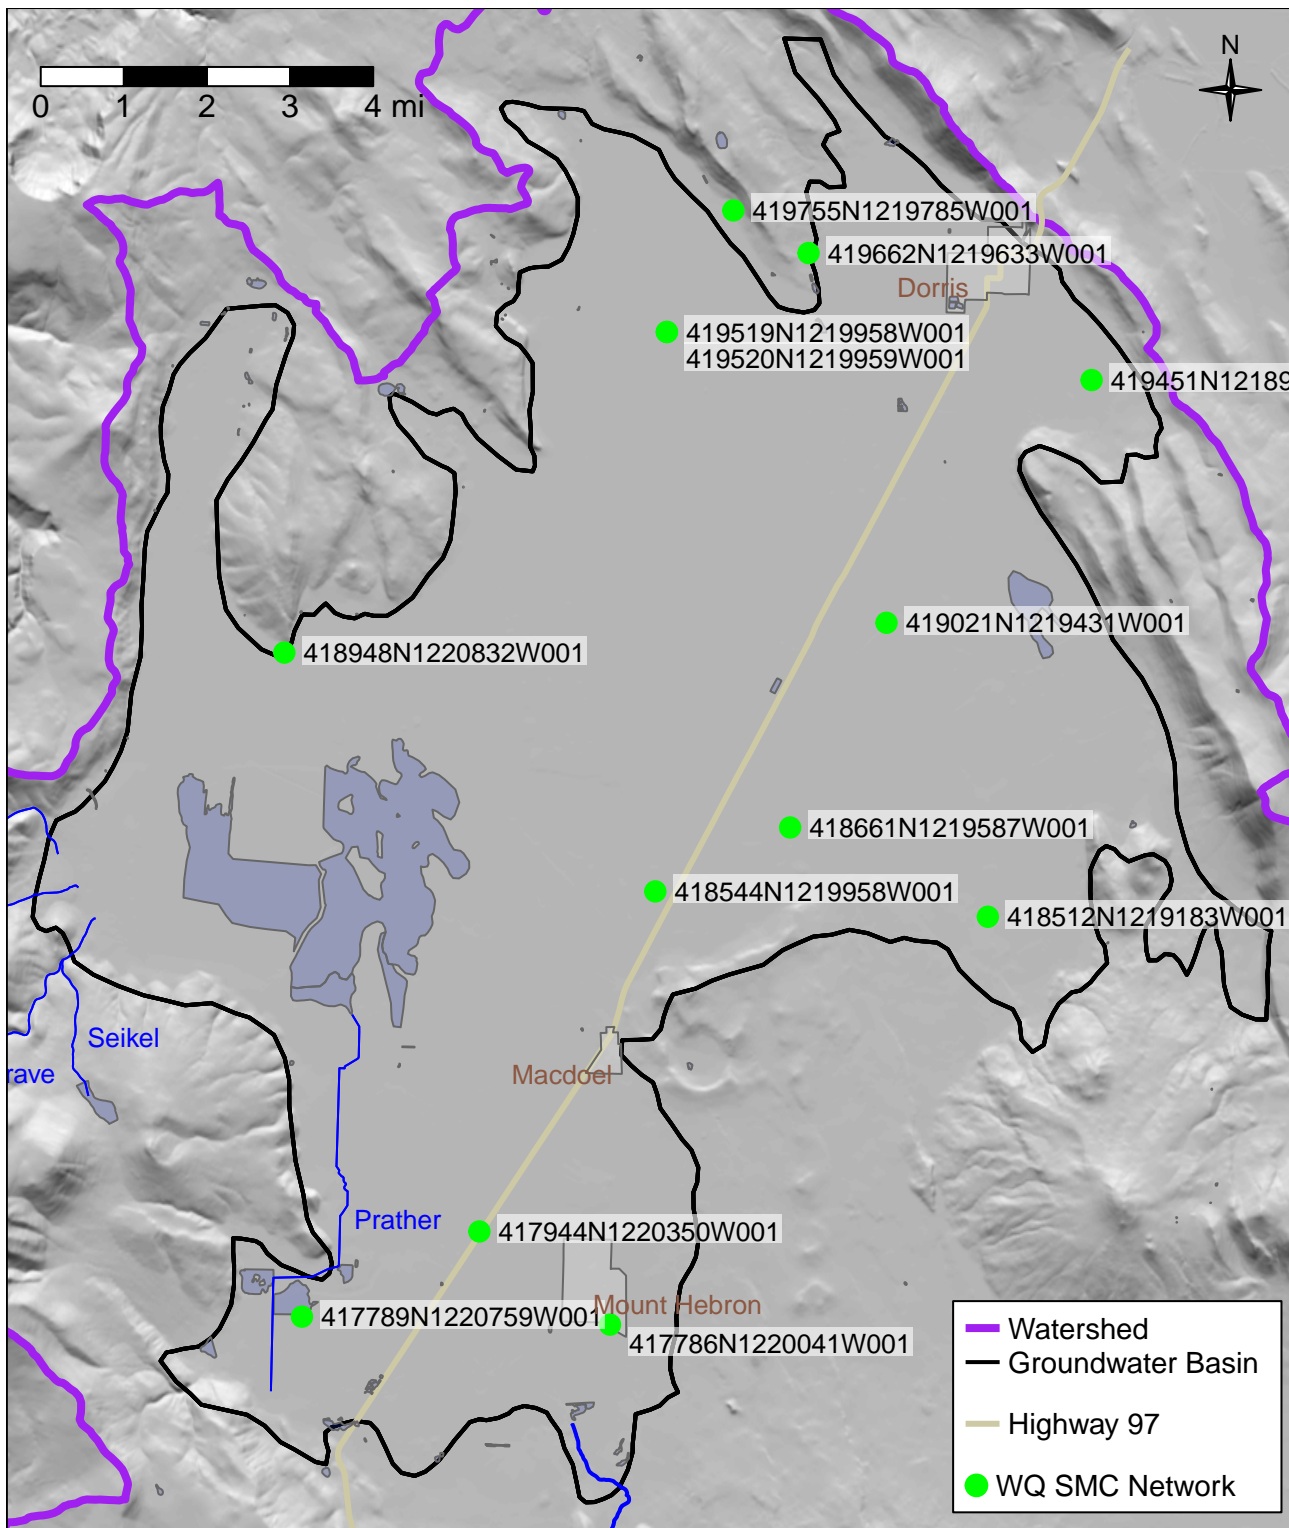 N
0 1 2 3 4 mi
419755N1219785W001
419662N1219633W001
Dorris
419519N1219958W001
419520N1219959W001
419451N12189
419021N1219431W001
418948N1220832W001
418661N1219587W001
418544N1219958W001
418512N1219183W001
Seikel
rave
Macdoel
Prather
417944N1220350W001
Mount Hebron
417789N1220759W001
417786N1220041W001
Watershed
Groundwater Basin
Highway 97
WQ SMC Network